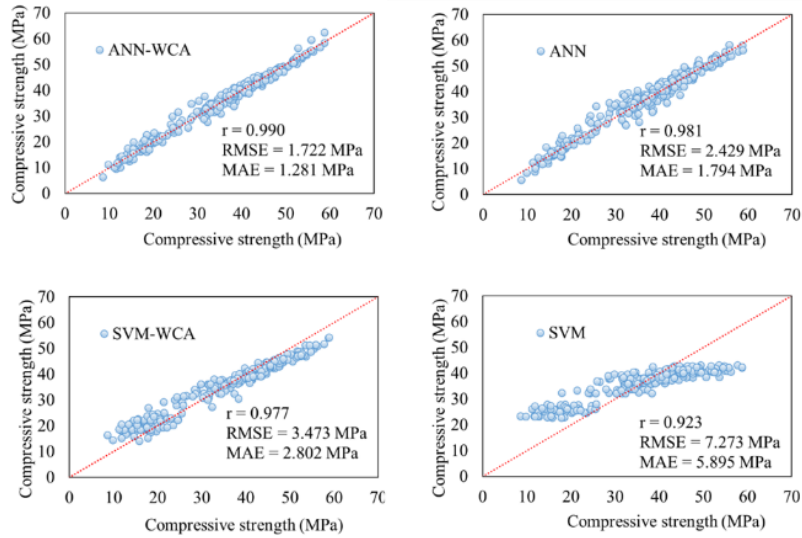 Compressive strength (MPa)
70
60
50
40
30
20
10
0
ANN-WCA
r = 0.990
RMSE = 1.722 MPa
MAE = 1.281 MPa
0 10 20 30 40 50 60 70
Compressive strength (MPa)
Compressive strength (MPa)
70
60
50
40
30
20
10
0
ANN
r = 0.981
RMSE = 2.429 MPa
MAE = 1.794 MPa
0 10 20 30 40 50 60 70
Compressive strength (MPa)
Compressive strength (MPa)
70
60
50
40
30
20
10
0
SVM-WCA
r = 0.977
RMSE = 3.473 MPa
MAE = 2.802 MPa
0 10 20 30 40 50 60 70
Compressive strength (MPa)
Compressive strength (MPa)
70
60
50
40
30
20
10
0
SVM
r = 0.923
RMSE = 7.273 MPa
MAE = 5.895 MPa
0 10 20 30 40 50 60 70
Compressive strength (MPa)